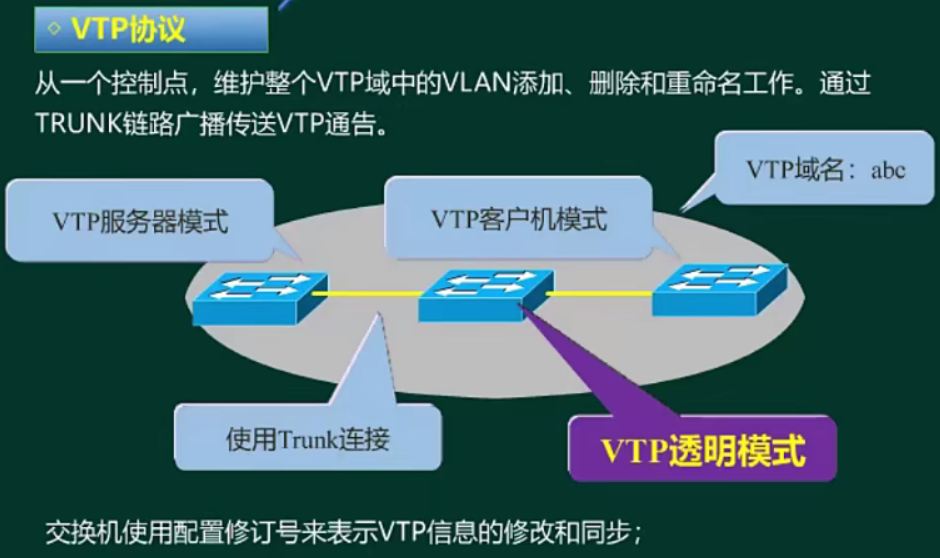 VTP协议
从一个控制点，维护整个VTP域中的VLAN添加、删除和重命名工作。通过
TRUNK链路广播传送VTP通告。
VTP域名：abc
VTP服务器模式
VTP客户机模式
使用Trunk连接
VTP透明模式
交换机使用配置修订号来表示VTP信息的修改和同步；